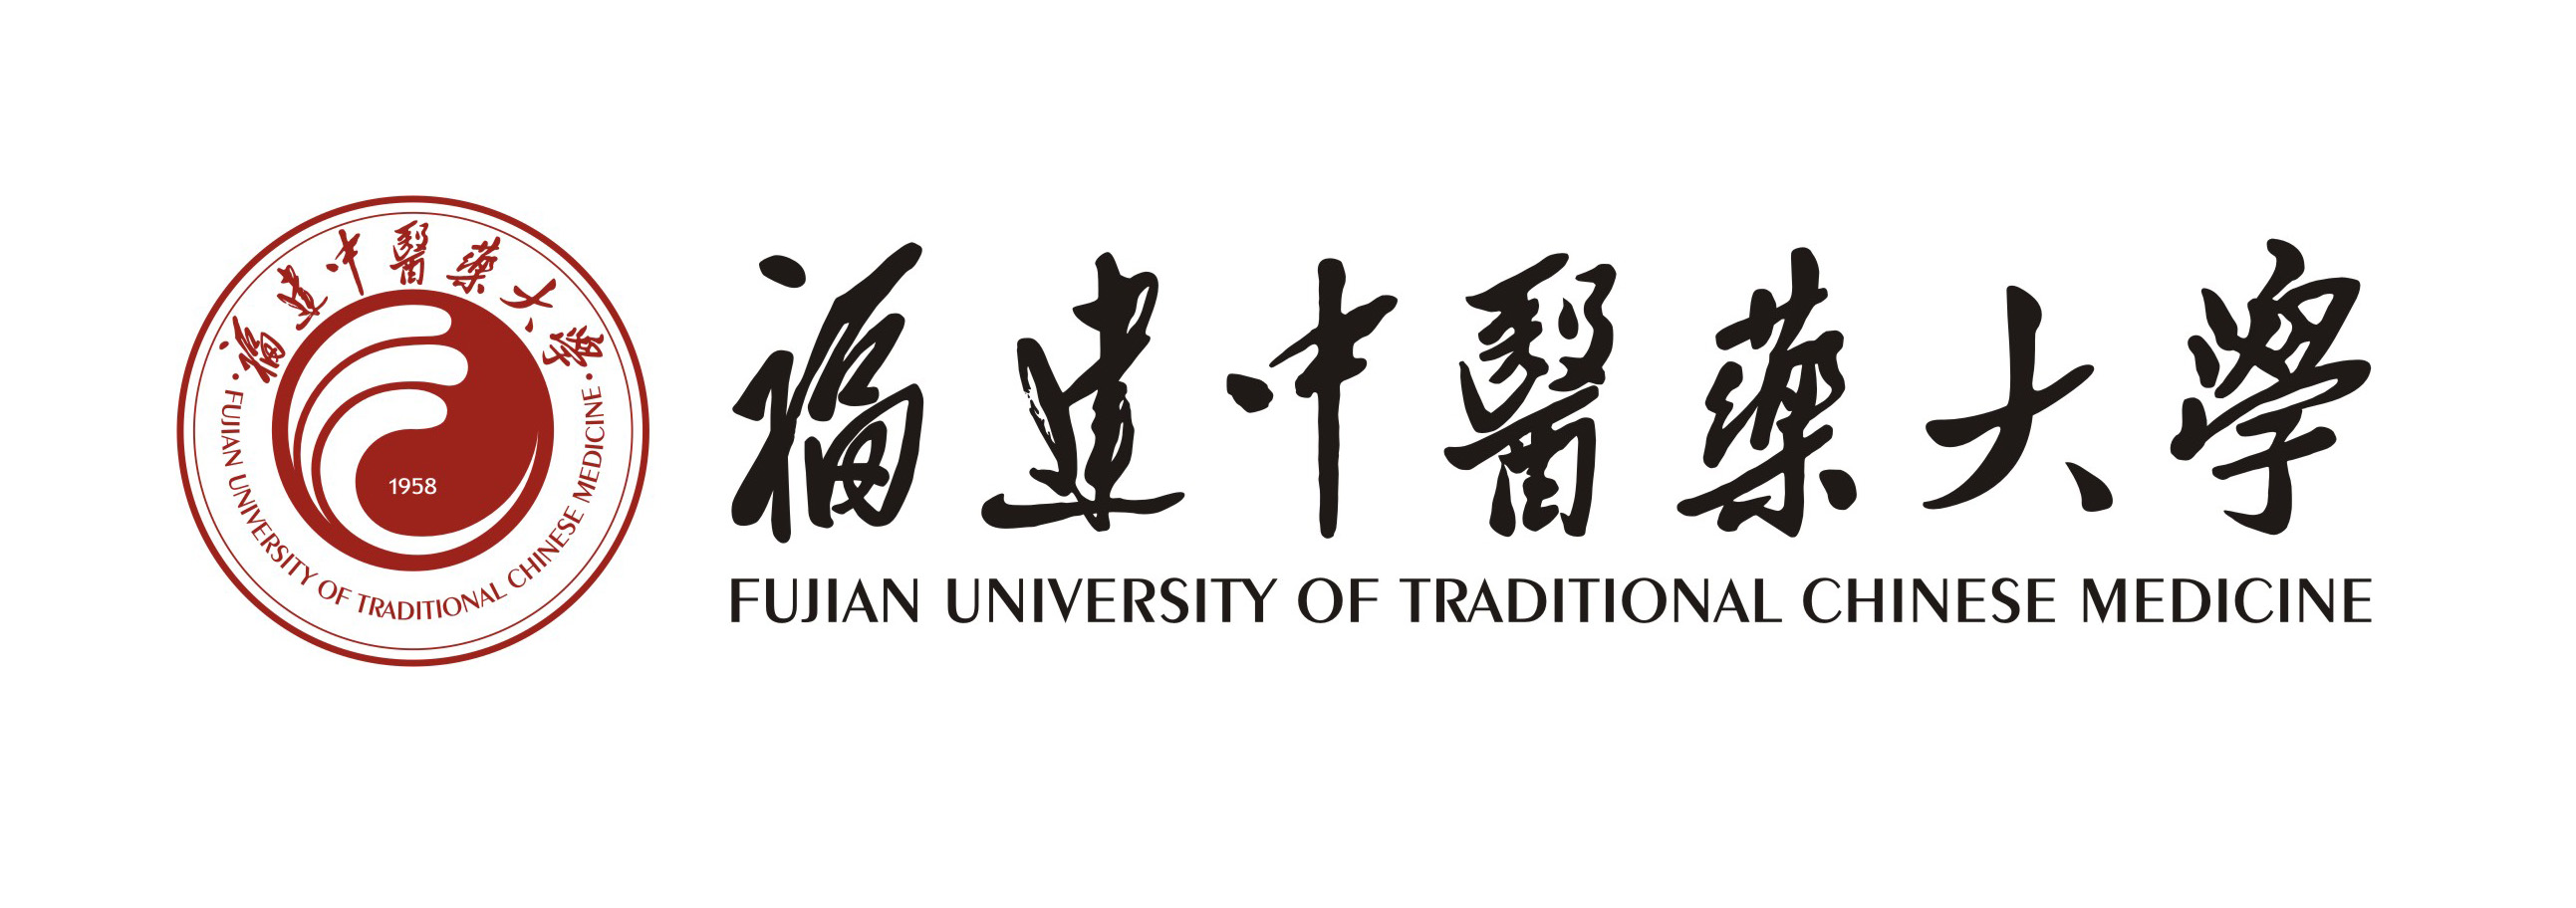 福建中醫藥大學
FUJIAN UNIVERSITY OF TRADITIONAL CHINESE MEDICINE
1958
福建中醫藥大學
FUJIAN UNIVERSITY OF TRADITIONAL CHINESE MEDICINE